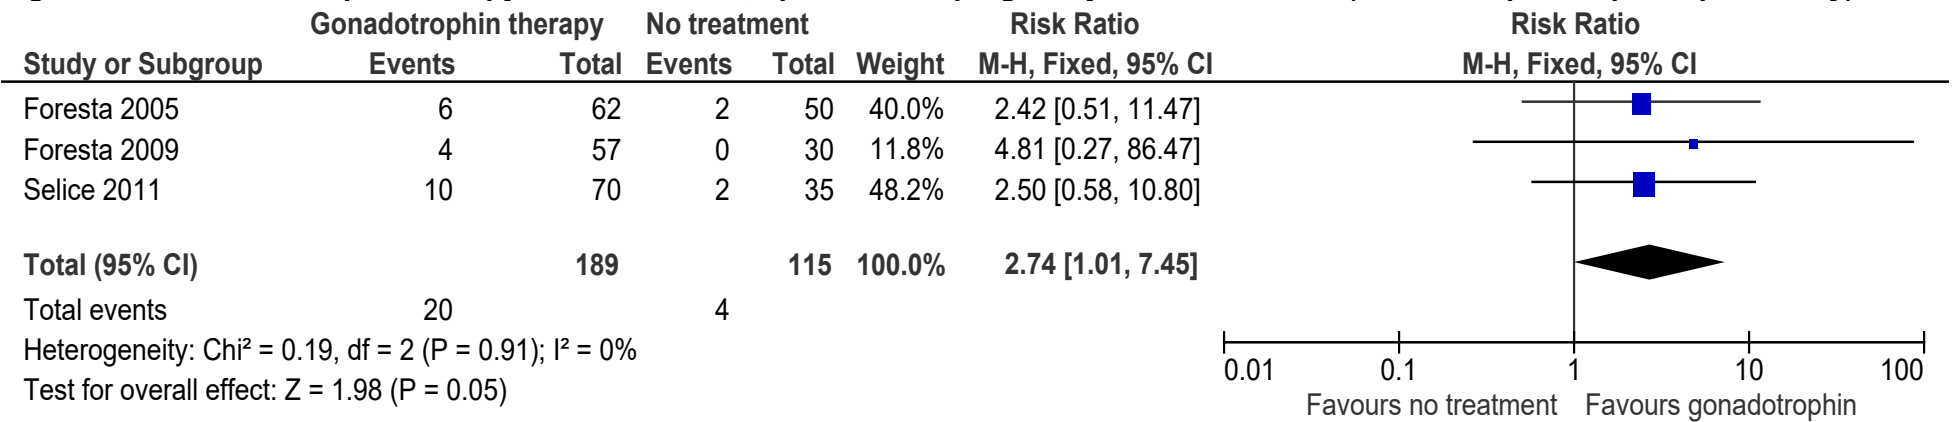 Gonadotrophin therapy No treatment Risk Ratio Risk Ratio
Study or Subgroup Events Total Events Total Weight M-H, Fixed, 95% CI M-H, Fixed, 95% CI
Foresta 2005 6 62 2 50 40.0% 2.42 [0.51, 11.47]
Foresta 2009 4 57 0 30 11.8% 4.81 [0.27, 86.47]
Selice 2011 10 70 2 35 48.2% 2.50 [0.58, 10.80]
Total (95% CI) 189 115 100.0% 2.74 [1.01, 7.45]
Total events 20 4
Heterogeneity: Chi² = 0.19, df = 2 (P = 0.91); I² = 0%
Test for overall effect: Z = 1.98 (P = 0.05)
0.01 0.1 1 10 100
Favours no treatment Favours gonadotrophin